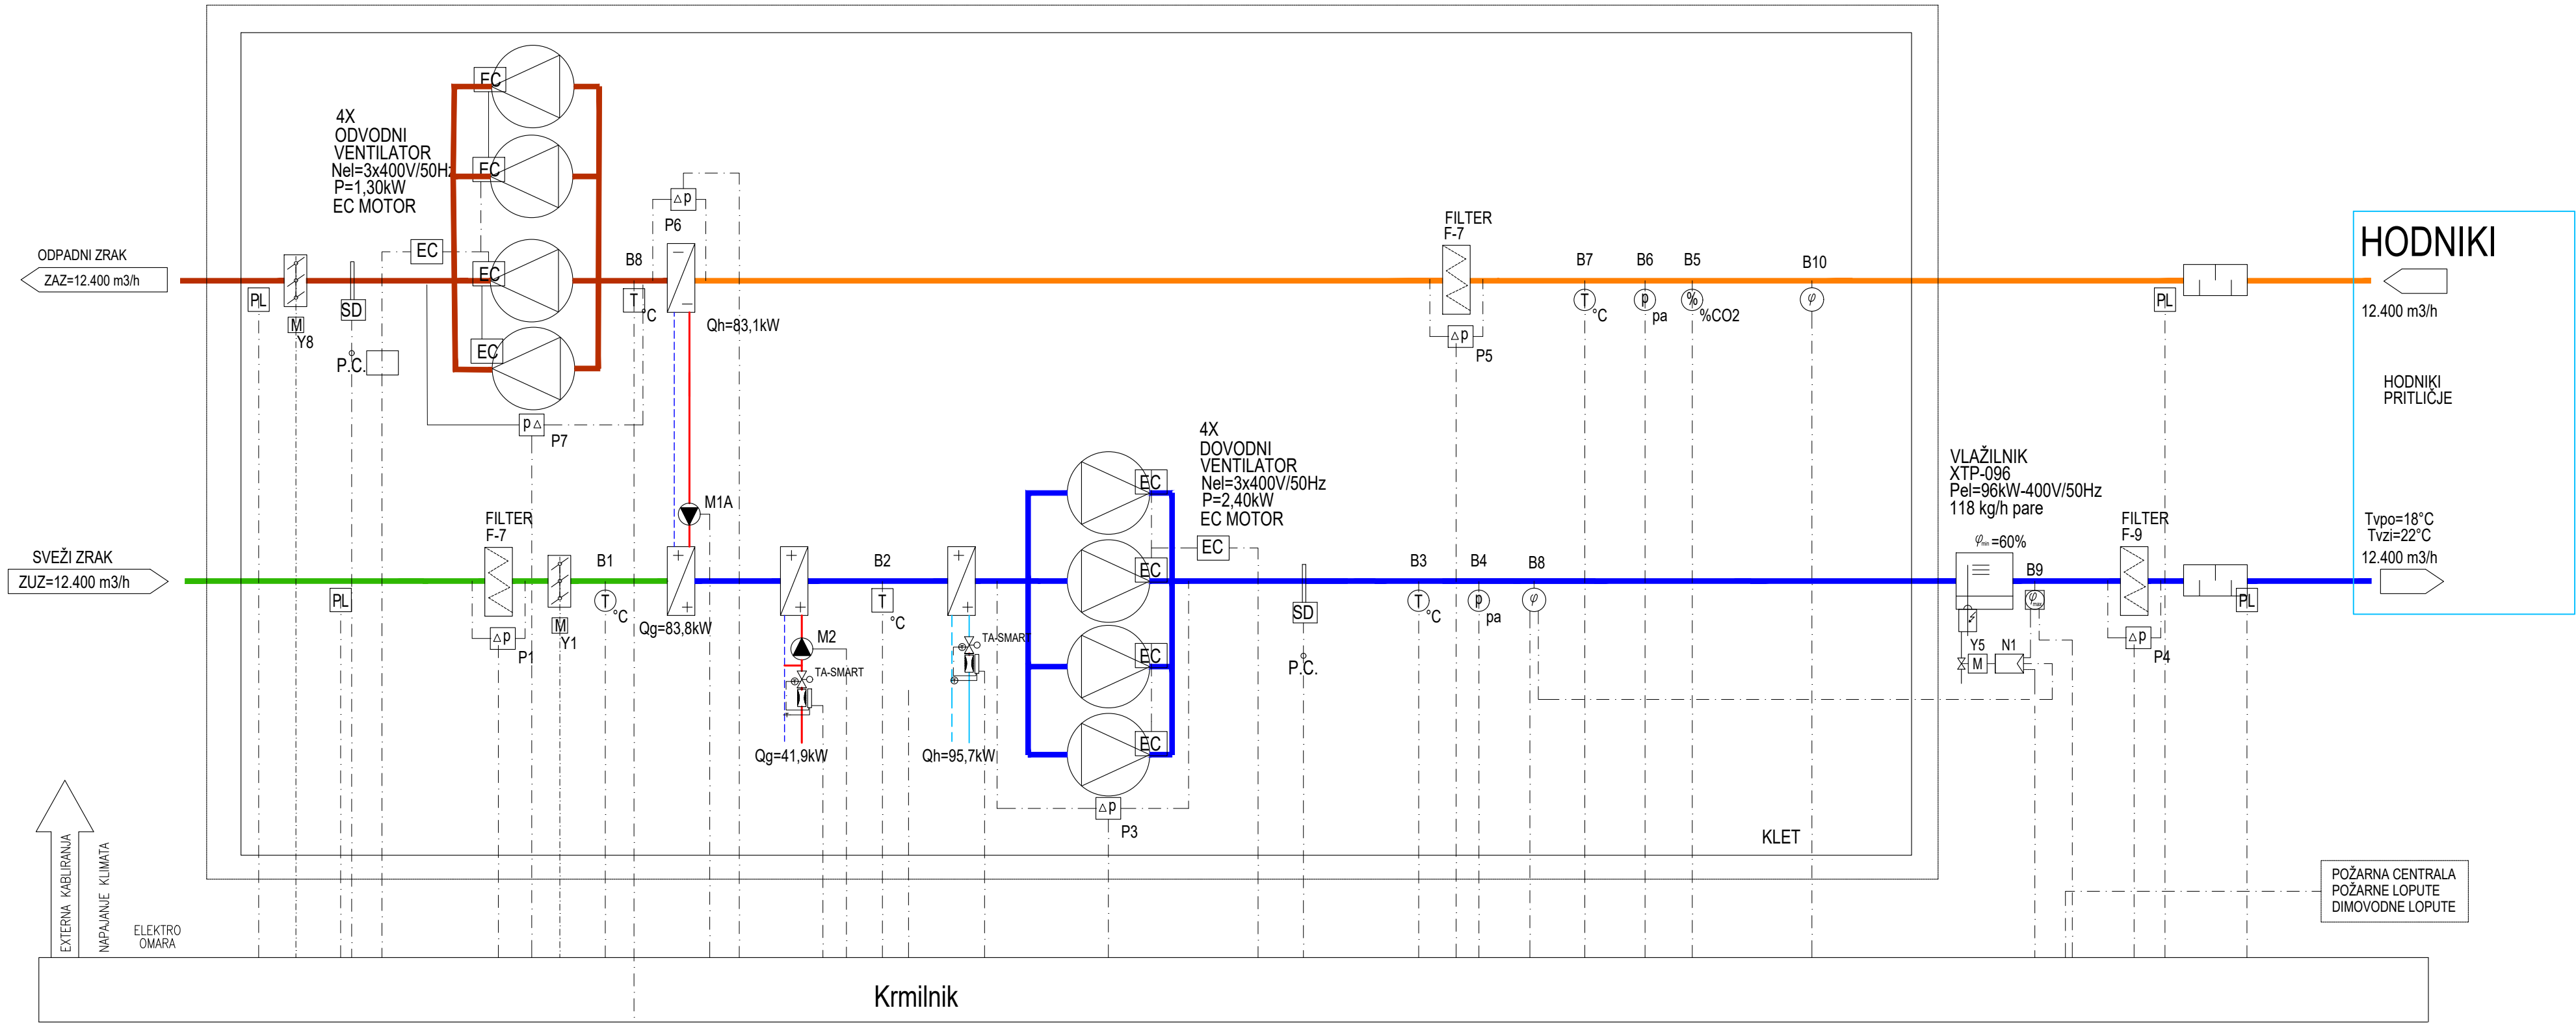 4X
ODVODNI
VENTILATOR
Nel=3x400V/50Hz
P=1,30kW
EC MOTOR
EC
EC
EC
EC
EC
ODPADNI ZRAK
ZAZ=12.400 m3/h
PL
M
Y8
SD
P.C.
p
P7
B8
T
°C
p
P6
Qh=83,1kW
FILTER
F-7
p
P5
B7
T
°C
B6
p
pa
B5
%
%CO2
B10
φ
PL
HODNIKI
12.400 m3/h
HODNIKI
PRITLIČJE
Tvpo=18°C
Tvzi=22°C
12.400 m3/h
SVEŽI ZRAK
ZUZ=12.400 m3/h
PL
FILTER
F-7
p
P1
M
Y1
B1
T
°C
M1A
Qg=83,8kW
M2
TA-SMART
Qg=41,9kW
B2
T
°C
TA-SMART
Qh=95,7kW
4X
DOVODNI
VENTILATOR
Nel=3x400V/50Hz
P=2,40kW
EC MOTOR
EC
EC
EC
EC
EC
p
P3
SD
P.C.
B3
T
°C
B4
p
pa
B8
φ
VLAŽILNIK
XTP-096
Pel=96kW-400V/50Hz
118 kg/h pare
φmin =60%
B9
φmax
Y5
M
N1
FILTER
F-9
p
P4
PL
KLET
POŽARNA CENTRALA
POŽARNE LOPUTE
DIMOVODNE LOPUTE
EXTERNA KABLIRANJA
NAPAJANJE KLIMATA
ELEKTRO
OMARA
Krmilnik